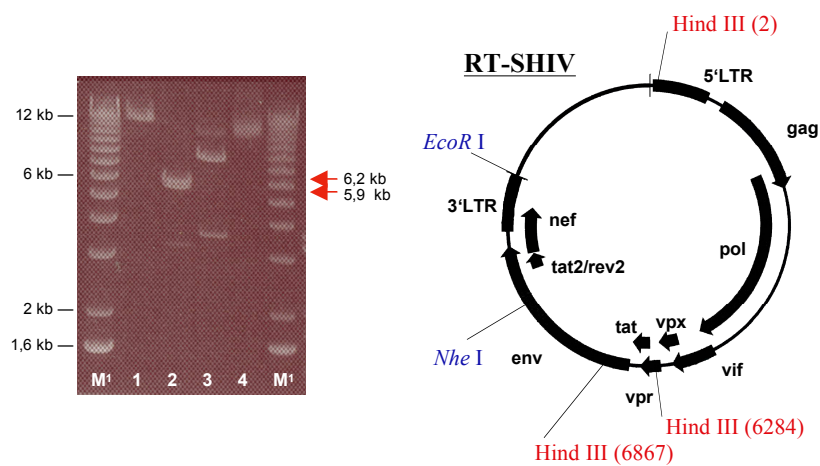 12 kb
6 kb
2 kb
1,6 kb
M¹ 1 2 3 4 M¹
6,2 kb
5,9 kb
RT-SHIV
Hind III (2)
5‘LTR
gag
EcoR I
3‘LTR
nef
pol
tat2/rev2
tat
vpx
Nhe I
env
vif
vpr
Hind III (6284)
Hind III (6867)